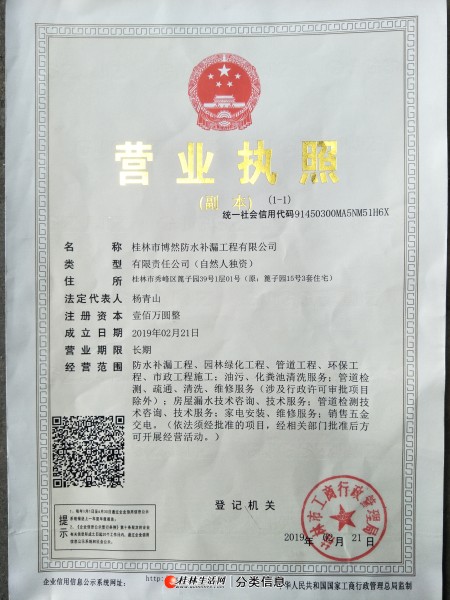 营业执照
(副 本) (1-1)
统一社会信用代码91450300MA5NM51H6X
名 称 桂林市博然防水补漏工程有限公司
类 型 有限责任公司（自然人独资）
住 所 桂林市秀峰区篦子园39号1层01号（原：篦子园15号3套住宅）
法定代表人 杨青山
注册资本 壹佰万圆整
成立日期 2019年02月21日
营业期限 长期
经营范围 防水补漏工程、园林绿化工程、管道工程、环保工
程、市政工程施工；油污、化粪池清洗服务；管道检
测、疏通、清洗、维修服务（涉及行政许可审批项目
除外）；房屋漏水技术咨询、技术服务；管道检测技
术咨询、技术服务；家电安装、维修服务；销售五金
交电。（依法须经批准的项目，经相关部门批准后方
可开展经营活动。）
提示
登记机关
桂林市工商行政管理局
2019年 02月 21日
企业信用信息公示系统网址：
桂林生活网 分类信息
中华人民共和国国家工商行政管理总局监制